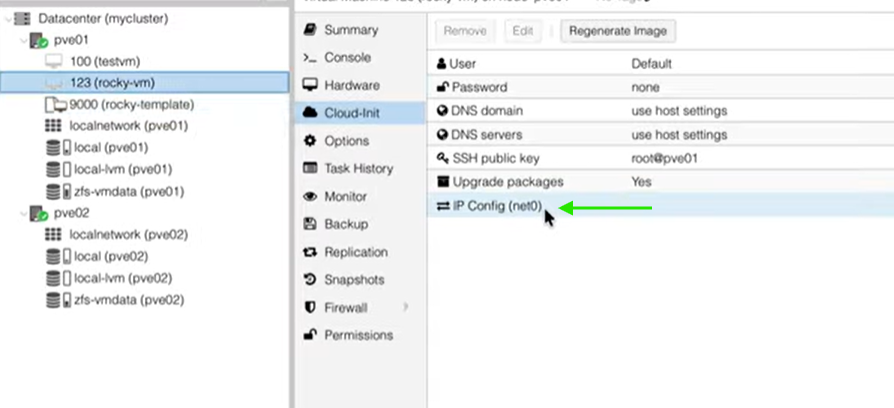 Datacenter (mycluster)
pve01
100 (testvm)
123 (rocky-vm)
9000 (rocky-template)
localnetwork (pve01)
local (pve01)
local-lvm (pve01)
zfs-vmdata (pve01)
pve02
localnetwork (pve02)
local (pve02)
local-lvm (pve02)
zfs-vmdata (pve02)
Summary
Console
Hardware
Cloud-Init
Options
Task History
Monitor
Backup
Replication
Snapshots
Firewall
Permissions
Remove Edit Regenerate Image
User Default
Password none
DNS domain use host settings
DNS servers use host settings
SSH public key root@pve01
Upgrade packages Yes
IP Config (net0)